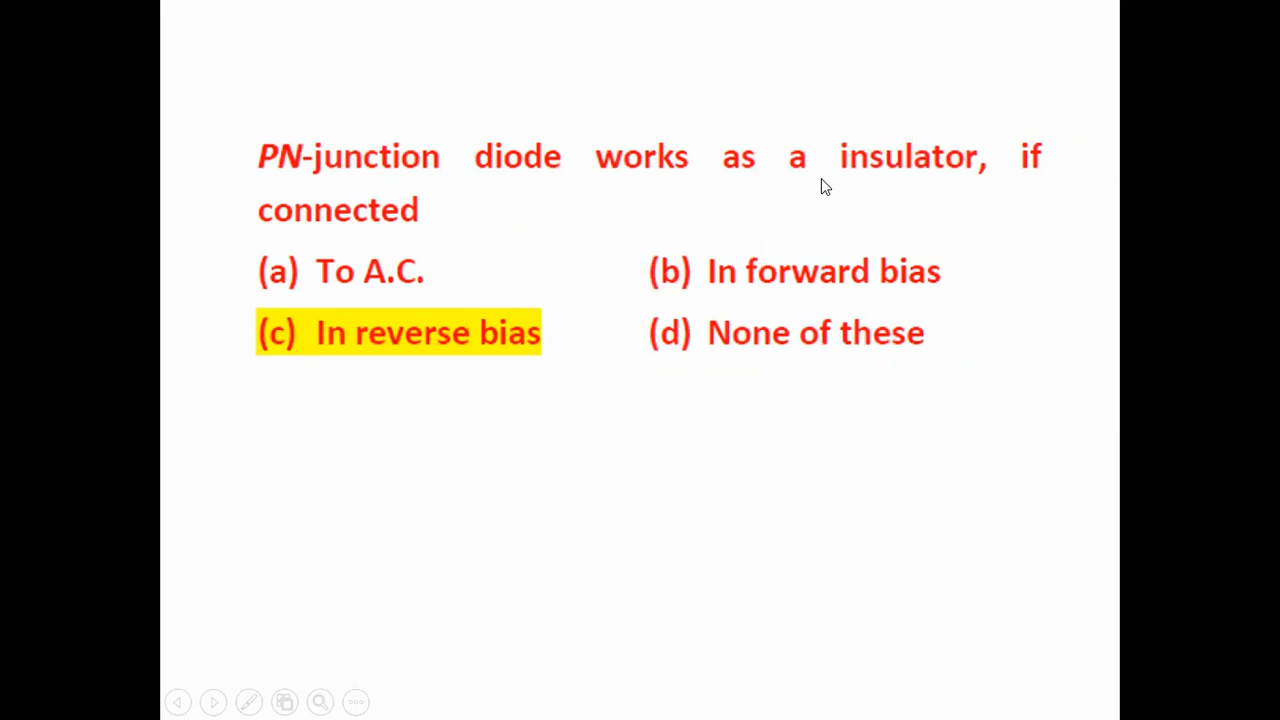 PN-junction diode works as a insulator, if
connected
(a) To A.C. (b) In forward bias
(c) In reverse bias (d) None of these